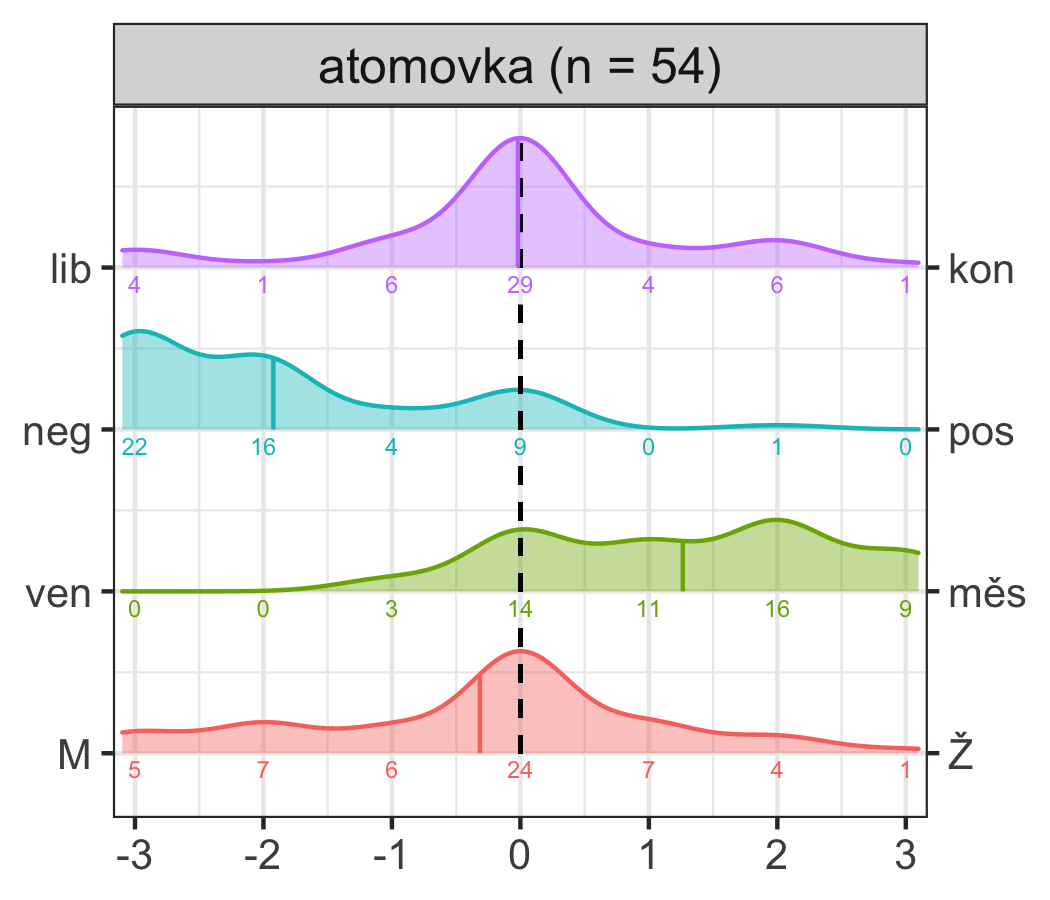 atomovka (n = 54)
lib kon
4 1 6 29 4 6 1
neg pos
22 16 4 9 0 1 0
ven měs
0 0 3 14 11 16 9
M Ž
5 7 6 24 7 4 1
-3 -2 -1 0 1 2 3